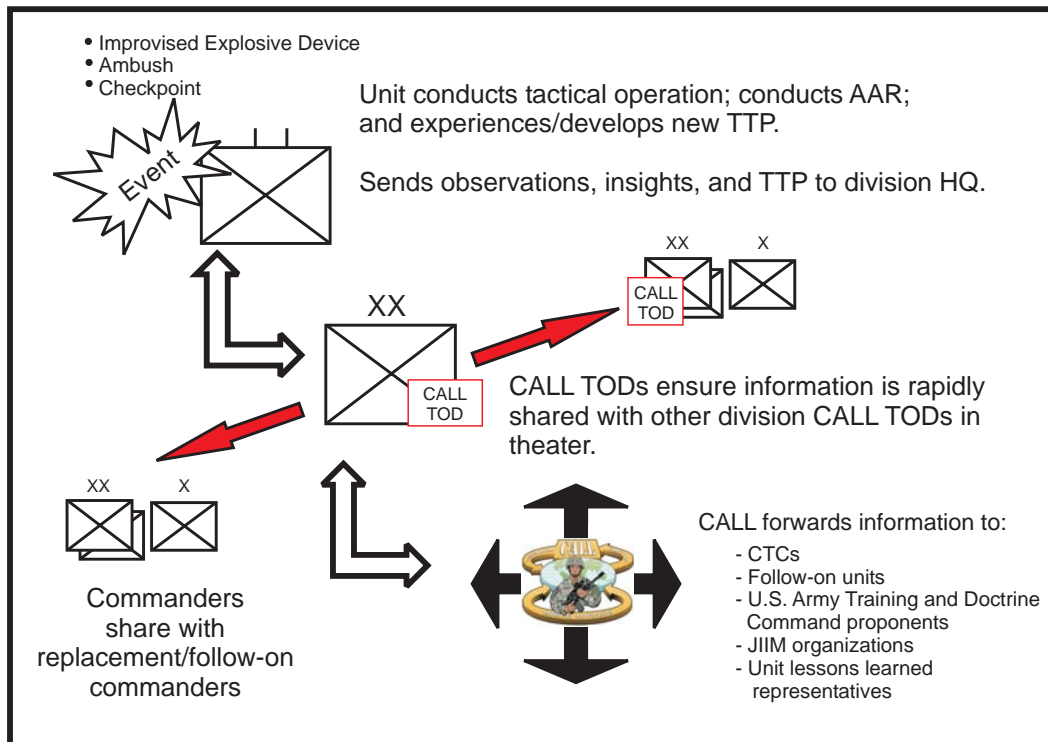 • Improvised Explosive Device
• Ambush
• Checkpoint
Event
Unit conducts tactical operation; conducts AAR;
and experiences/develops new TTP.
Sends observations, insights, and TTP to division HQ.
XX
X
CALL
TOD
XX
CALL
TOD
CALL TODs ensure information is rapidly
shared with other division CALL TODs in
theater.
XX
X
Commanders
share with
replacement/follow-on
commanders
CALL
CALL forwards information to:
- CTCs
- Follow-on units
- U.S. Army Training and Doctrine
Command proponents
- JIIM organizations
- Unit lessons learned
representatives